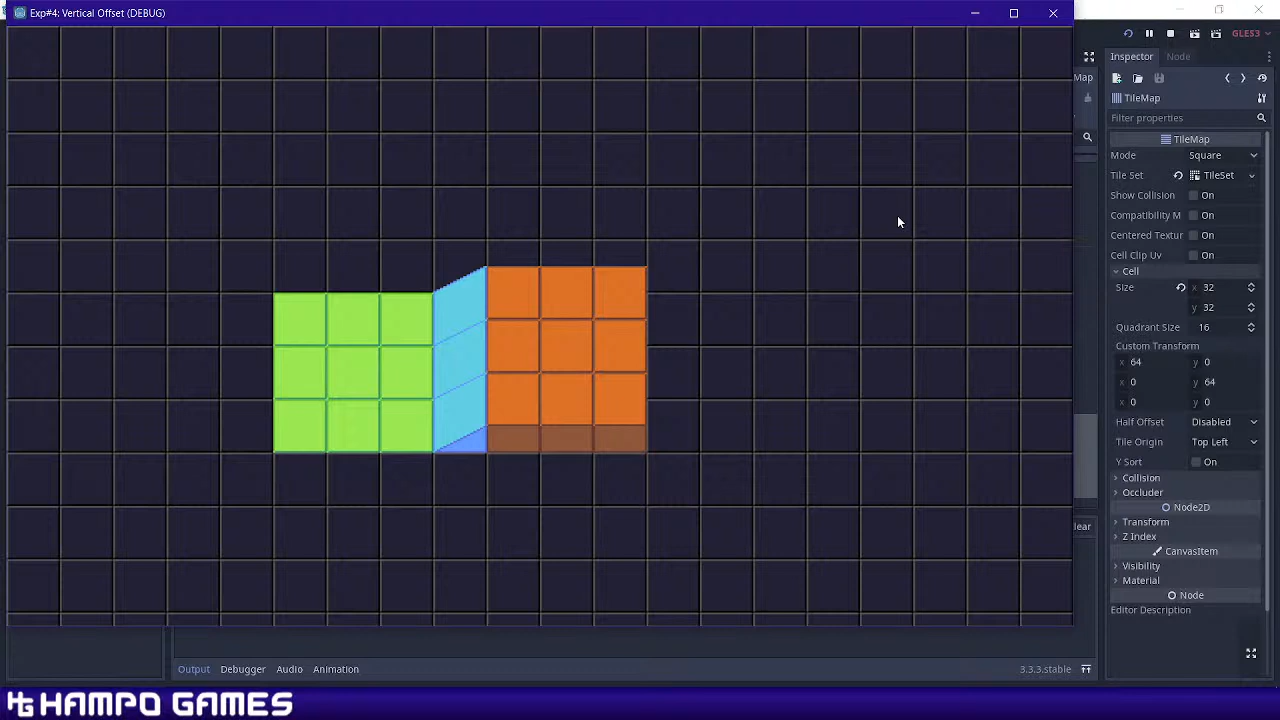 Exp#4: Vertical Offset (DEBUG)
GLES3
Inspector
Node
Map
TileMap
Filter properties
TileMap
Mode Square
Tile Set TileSet
Show Collision On
Compatibility M On
Centered Textur On
Cell Clip Uv On
Cell
Size x 32
y 32
Quadrant Size 16
Custom Transform
x 64 y 0
x 0 y 64
x 0 y 0
Half Offset Disabled
Tile Origin Top Left
Y Sort On
Collision
Occluder
Node2D
Transform
Z Index
CanvasItem
Visibility
Material
Node
Editor Description
lear
Output Debugger Audio Animation 3.3.3.stable
HAMPO GAMES